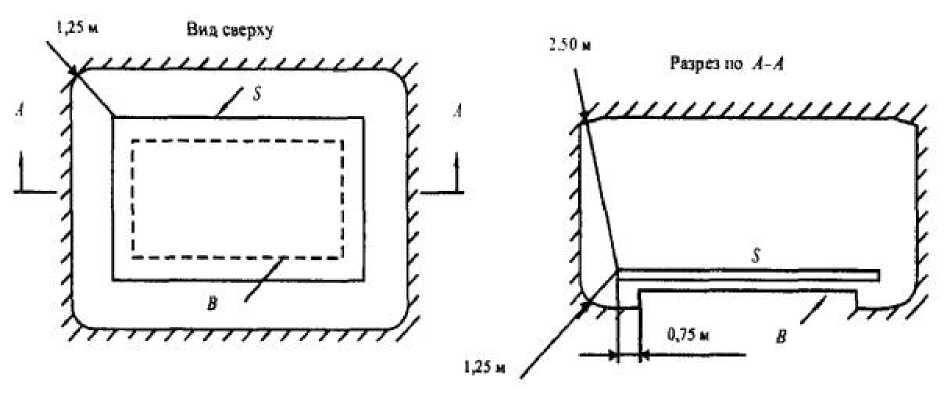 1,25 м
Вид сверху
S
A
A
B
2.50 м
Разрез по А–А
S
0,75 м
B
1,25 м